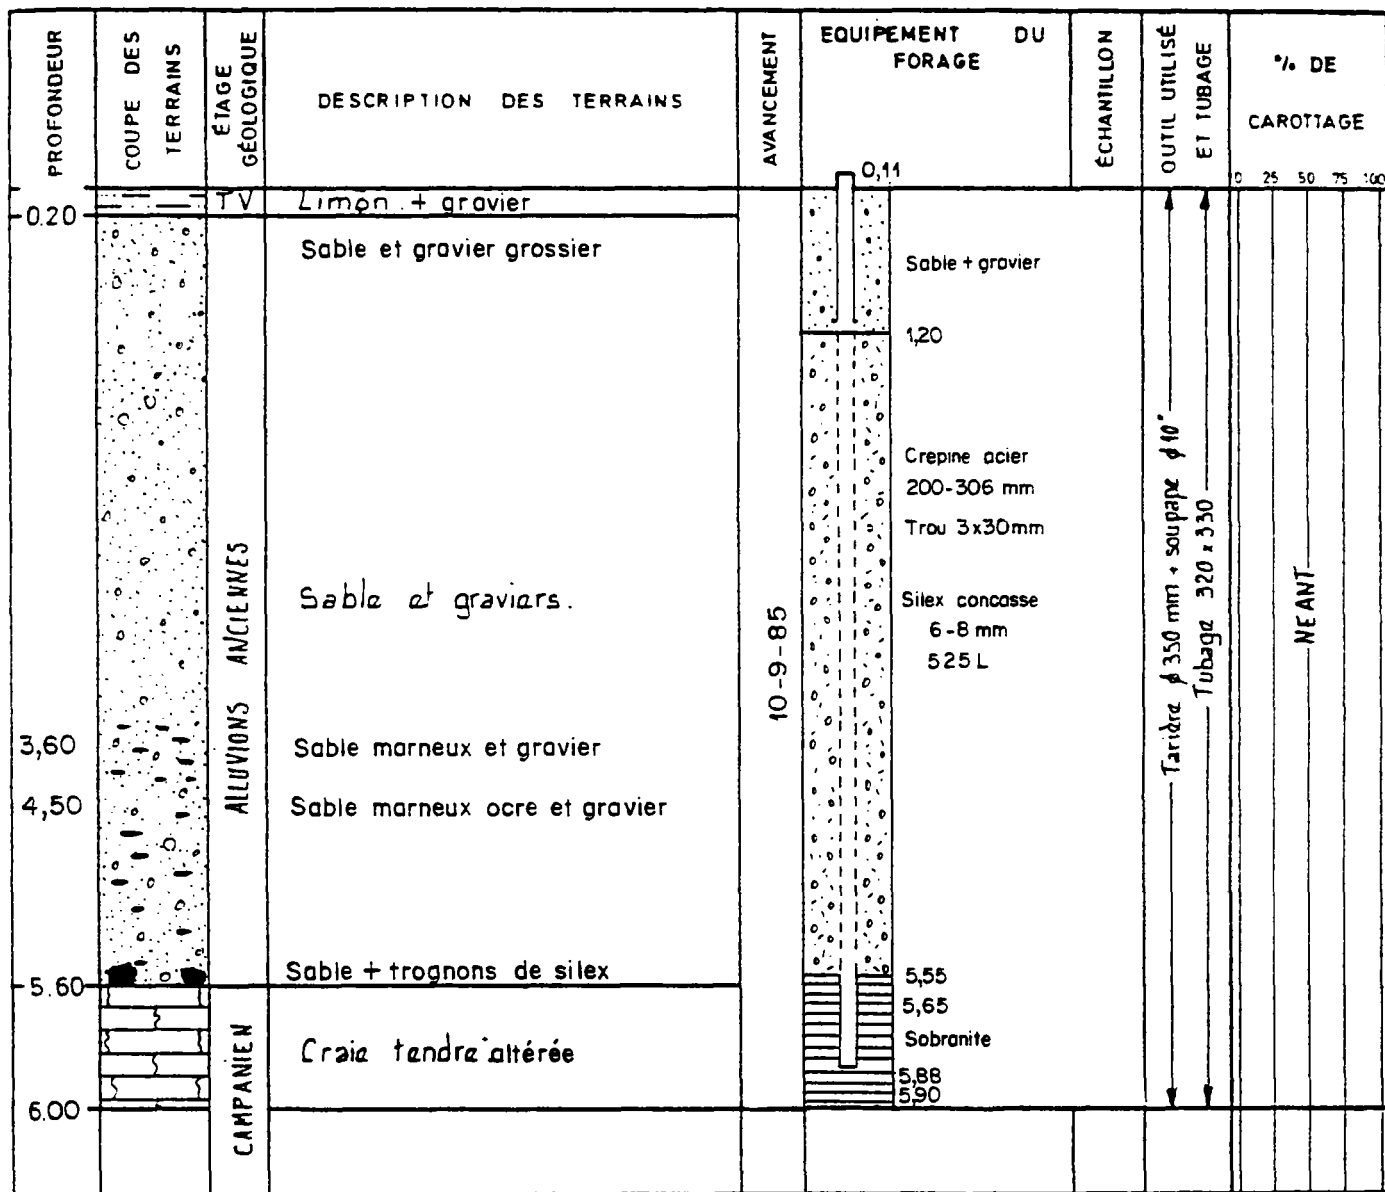 PROFONDEUR
COUPE DES
TERRAINS
ÉTAGE
GÉOLOGIQUE
DESCRIPTION DES TERRAINS
AVANCEMENT
EQUIPEMENT DU
FORAGE
ÉCHANTILLON
OUTIL UTILISÉ
ET TUBAGE
% DE
CAROTTAGE
0 25 50 75 100
0,11
TV
Limon + gravier
0.20
Sable et gravier grossier
Sable + gravier
1,20
Crepine acier
200-306 mm
Trou 3x30mm
Silex concasse
6-8 mm
525 L
ALLUVIONS ANCIENNES
Sable et graviers.
10-9-85
Tarière ϕ 350 mm + soupape ϕ 10"
Tubage 320 x 330
NEANT
3,60
Sable marneux et gravier
4,50
Sable marneux ocre et gravier
Sable + trognons de silex
5.60
5,55
5,65
Sobranite
CAMPANIEN
Craie tendre altérée
5,88
5,90
6.00